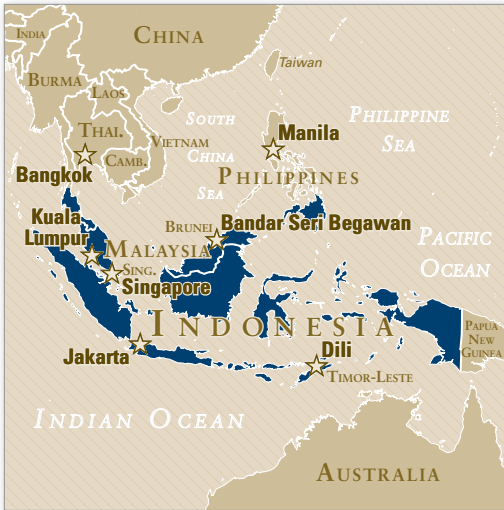 INDIA
CHINA
Taiwan
BURMA
LAOS
SOUTH
CHINA
SEA
PHILIPPINE
SEA
THAI.
VIETNAM
Manila
CAMB.
Bangkok
PHILIPPINES
Kuala
Lumpur
BRUNEI
Bandar Seri Begawan
PACIFIC
OCEAN
MALAYSIA
SING.
Singapore
INDONESIA
PAPUA
NEW
GUINEA
Jakarta
Dili
TIMOR-LESTE
INDIAN OCEAN
AUSTRALIA